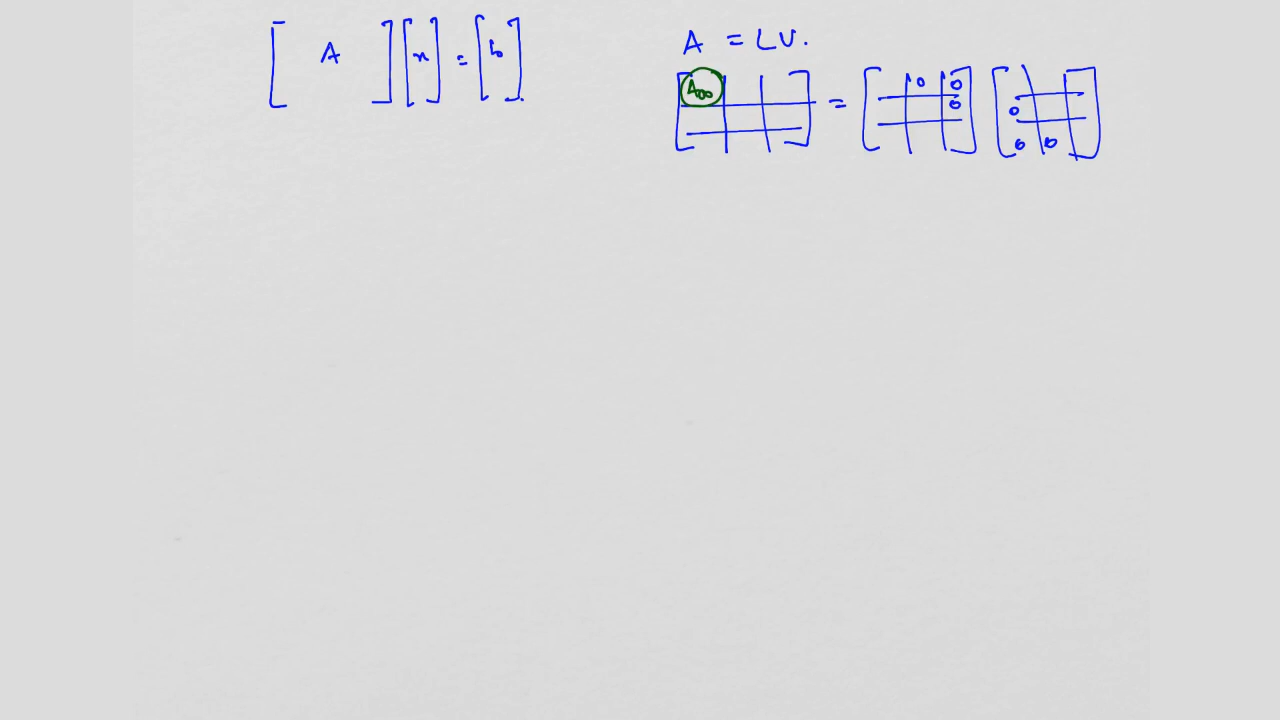 [ A ] [ x ] = [ b ]
A = LU.
[ A00 ] = [ 0 0 0 ] [ 0 0 0 ]